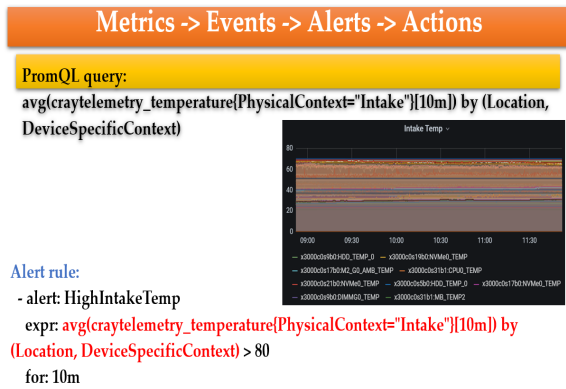 Metrics -> Events -> Alerts -> Actions
PromQL query:
avg(craytelemetry_temperature{PhysicalContext="Intake"}[10m]) by (Location,
DeviceSpecificContext)
Intake Temp
80
60
40
20
0
09:00 09:30 10:00 10:30 11:00 11:30
x3000c0s9b0:HDD_TEMP_0 x3000c0s19b0:NVMe0_TEMP
x3000c0s17b0:M2_G0_AMB_TEMP x3000c0s31b1:CPU0_TEMP
x3000c0s21b0:NVMe0_TEMP x3000c0s5b0:HDD_TEMP_0 x3000c0s17b0:NVMe0_TEMP
x3000c0s9b0:DIMMG0_TEMP x3000c0s31b1:MB_TEMP2
Alert rule:
- alert: HighIntakeTemp
expr: avg(craytelemetry_temperature{PhysicalContext="Intake"}[10m]) by
(Location, DeviceSpecificContext) > 80
for: 10m